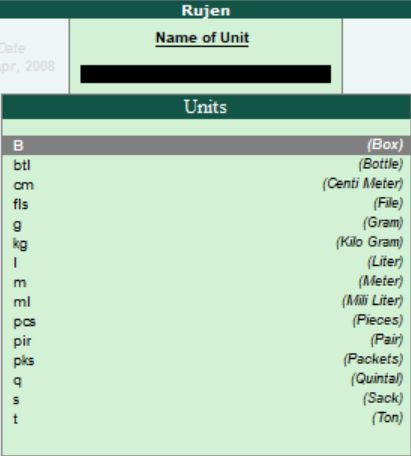 Rujen
Date
Apr, 2008
Name of Unit
Units
B (Box)
btl (Bottle)
cm (Centi Meter)
fls (File)
g (Gram)
kg (Kilo Gram)
l (Liter)
m (Meter)
ml (Mili Liter)
pcs (Pieces)
pir (Pair)
pks (Packets)
q (Quintal)
s (Sack)
t (Ton)